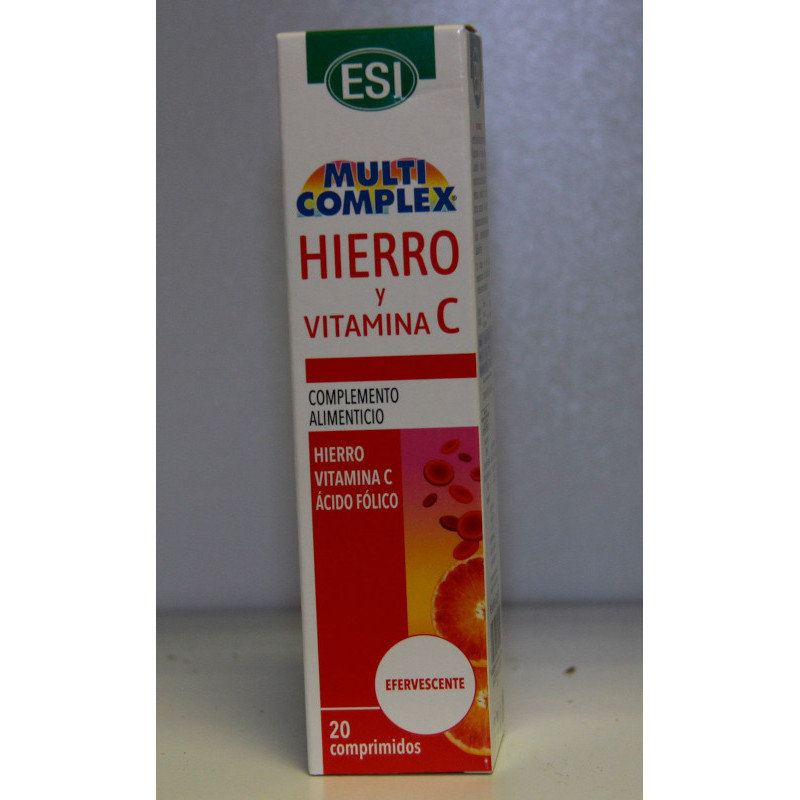 ESI
MULTI
COMPLEX®
HIERRO
y
VITAMINA C
COMPLEMENTO
ALIMENTICIO
HIERRO
VITAMINA C
ÁCIDO FÓLICO
EFERVESCENTE
20
comprimidos